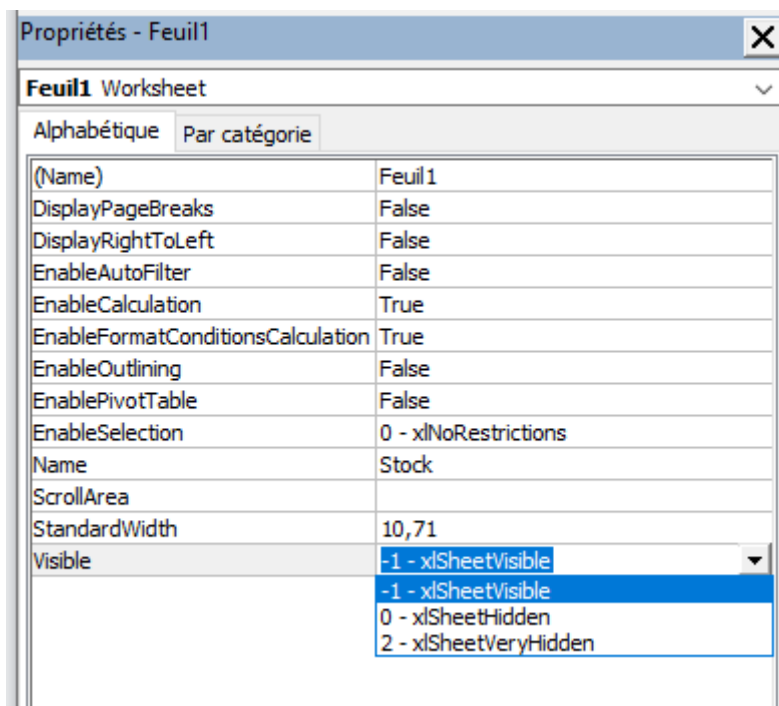 Propriétés - Feuil1
Feuil1 Worksheet
Alphabétique Par catégorie
(Name) Feuil1
DisplayPageBreaks False
DisplayRightToLeft False
EnableAutoFilter False
EnableCalculation True
EnableFormatConditionsCalculation True
EnableOutlining False
EnablePivotTable False
EnableSelection 0 - xlNoRestrictions
Name Stock
ScrollArea
StandardWidth 10,71
Visible -1 - xlSheetVisible
-1 - xlSheetVisible
0 - xlSheetHidden
2 - xlSheetVeryHidden